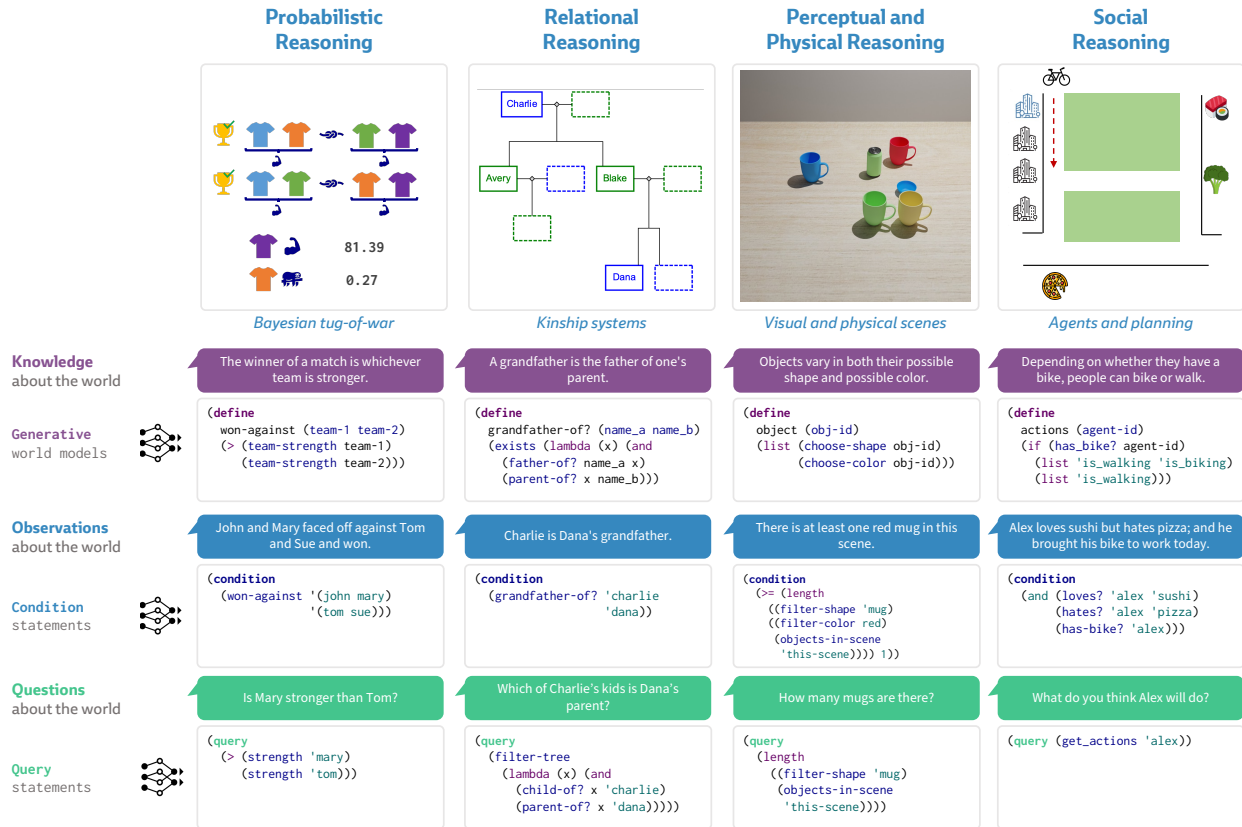 Probabilistic
Reasoning
Relational
Reasoning
Perceptual and
Physical Reasoning
Social
Reasoning
81.39
0.27
Charlie
Avery
Blake
Dana
Bayesian tug-of-war
Kinship systems
Visual and physical scenes
Agents and planning
Knowledge
about the world
The winner of a match is whichever
team is stronger.
A grandfather is the father of one's
parent.
Objects vary in both their possible
shape and possible color.
Depending on whether they have a
bike, people can bike or walk.
Generative
world models
(define
won-against (team-1 team-2)
(> (team-strength team-1)
(team-strength team-2)))
(define
grandfather-of? (name_a name_b)
(exists (lambda (x) (and
(father-of? name_a x)
(parent-of? x name_b)))
(define
object (obj-id)
(list (choose-shape obj-id)
(choose-color obj-id)))
(define
actions (agent-id)
(if (has_bike? agent-id)
(list 'is_walking 'is_biking)
(list 'is_walking)))
Observations
about the world
John and Mary faced off against Tom
and Sue and won.
Charlie is Dana's grandfather.
There is at least one red mug in this
scene.
Alex loves sushi but hates pizza; and he
brought his bike to work today.
Condition
statements
(condition
(won-against '(john mary)
'(tom sue)))
(condition
(grandfather-of? 'charlie
'dana))
(condition
(>= (length
((filter-shape 'mug)
((filter-color red)
(objects-in-scene
'this-scene)))) 1))
(condition
(and (loves? 'alex 'sushi)
(hates? 'alex 'pizza)
(has-bike? 'alex)))
Questions
about the world
Is Mary stronger than Tom?
Which of Charlie's kids is Dana's
parent?
How many mugs are there?
What do you think Alex will do?
Query
statements
(query
(> (strength 'mary)
(strength 'tom)))
(query
(filter-tree
(lambda (x) (and
(child-of? x 'charlie)
(parent-of? x 'dana)))))
(query
(length
((filter-shape 'mug)
(objects-in-scene
'this-scene))))
(query (get_actions 'alex))